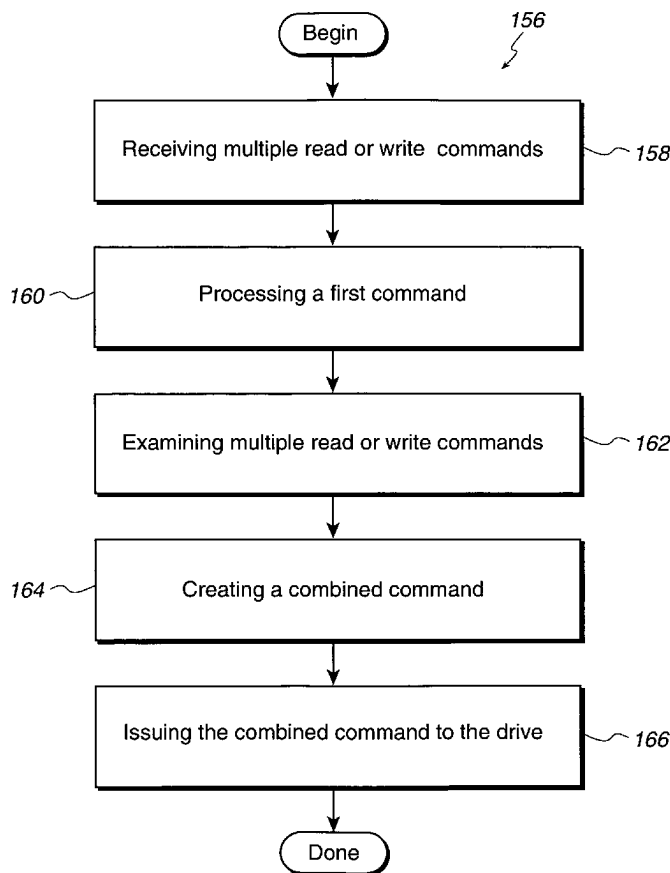 Begin
156
Receiving multiple read or write commands
158
160
Processing a first command
Examining multiple read or write commands
162
164
Creating a combined command
Issuing the combined command to the drive
166
Done